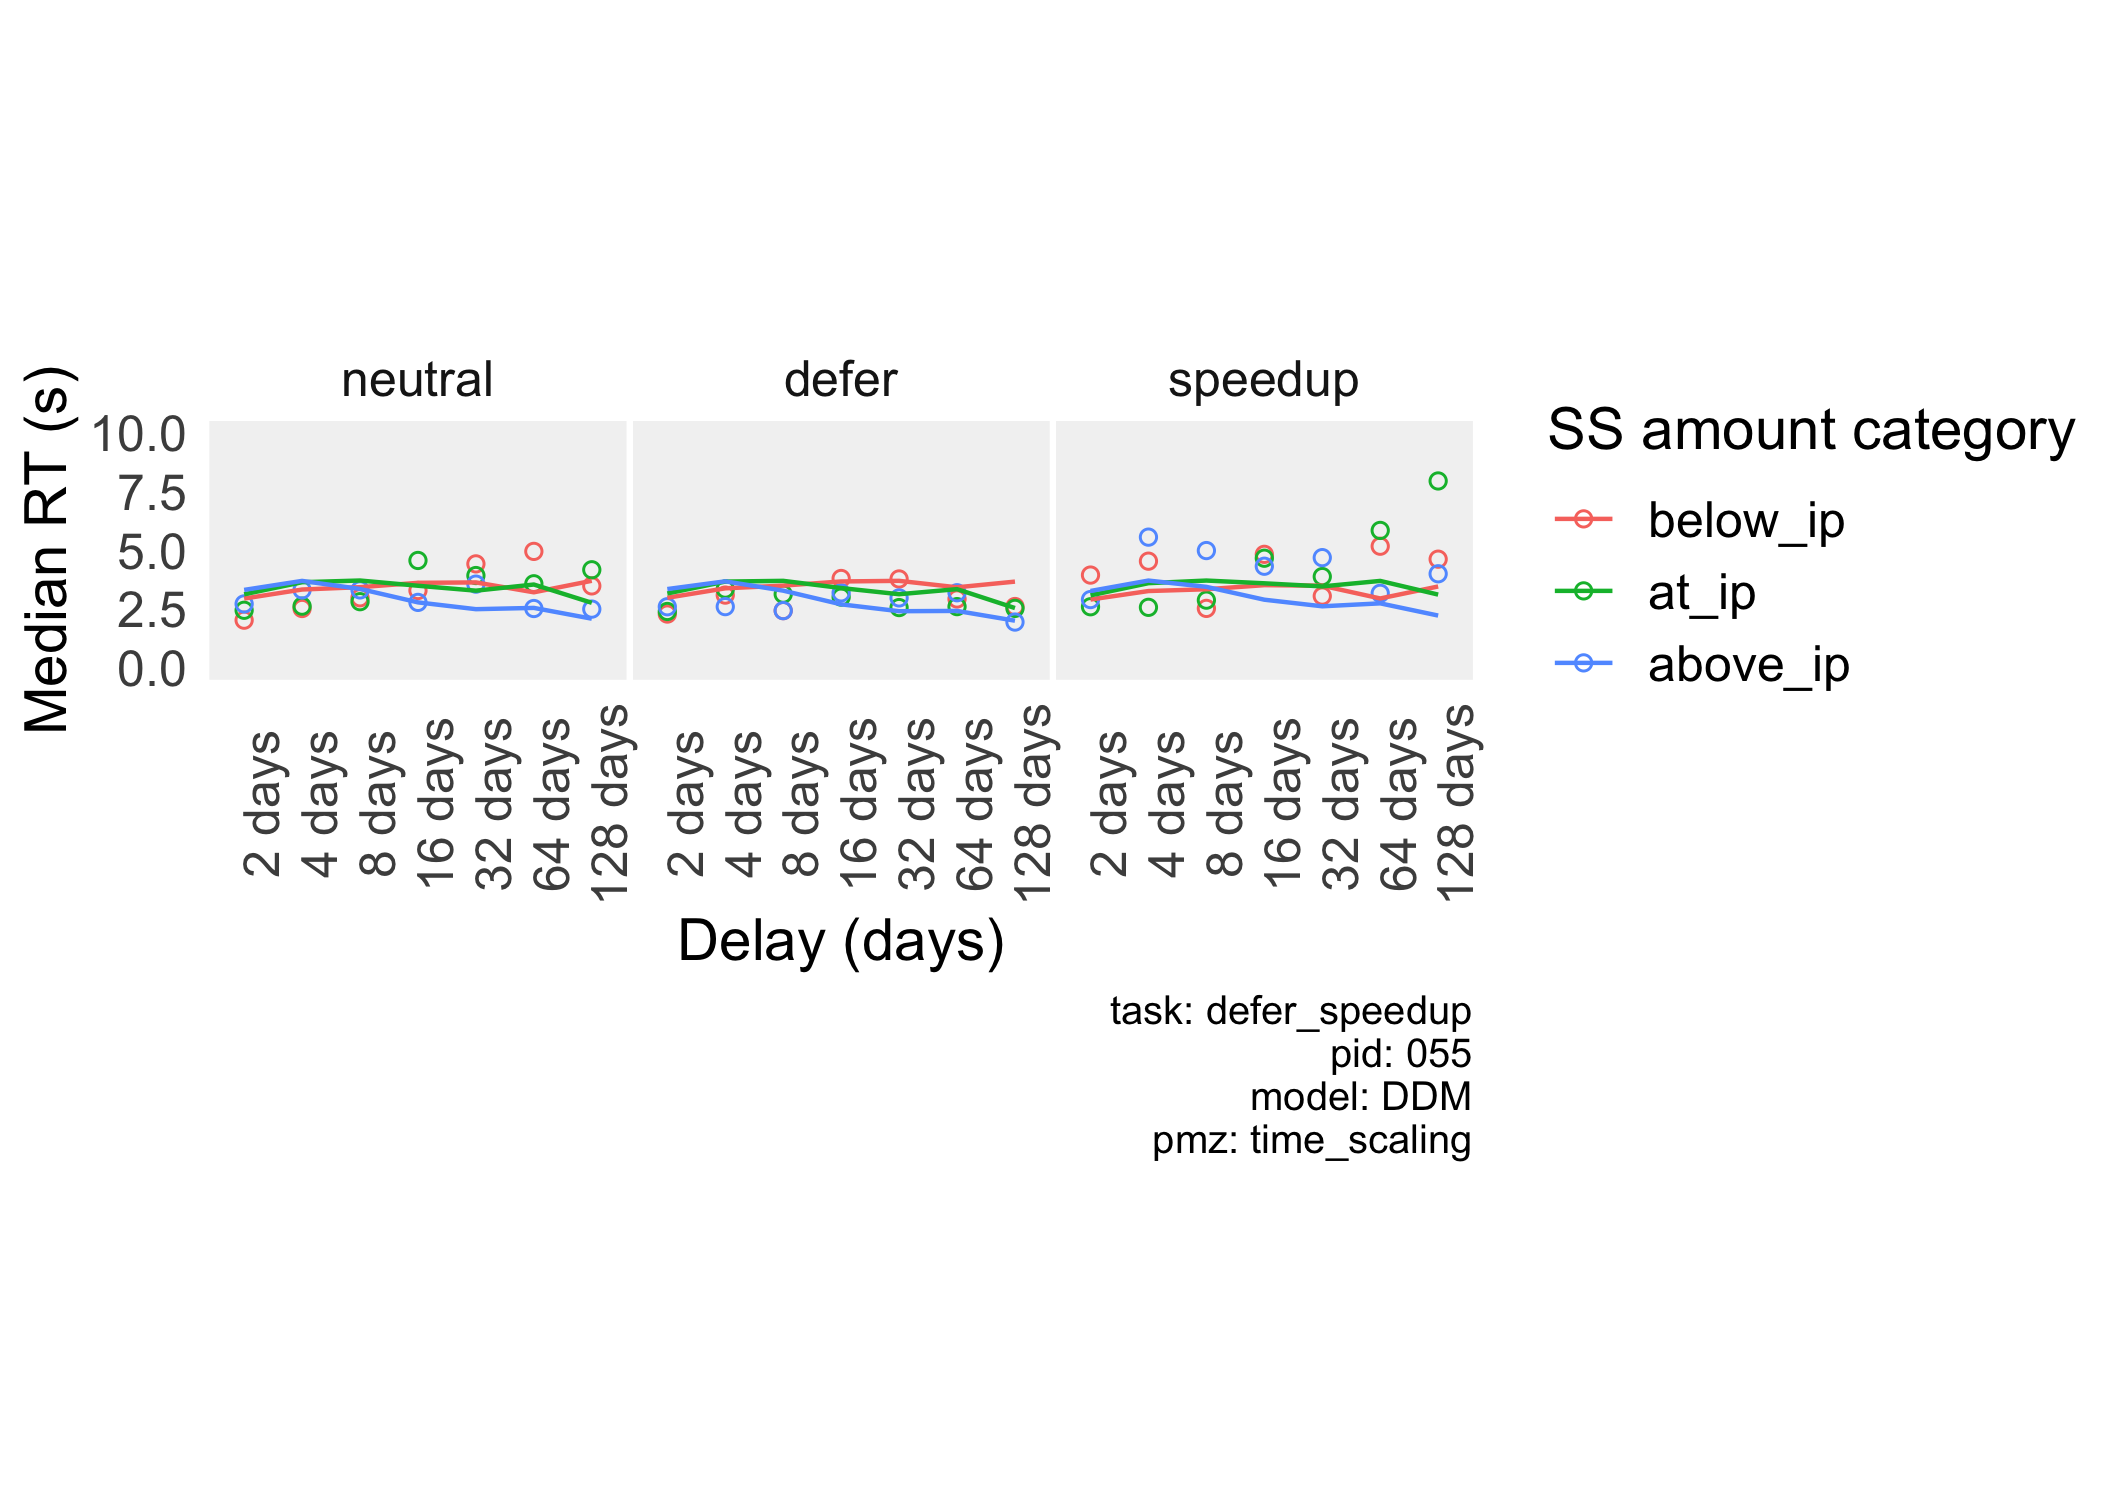 neutral
defer
speedup
Median RT (s)
10.0
7.5
5.0
2.5
0.0
2 days
4 days
8 days
16 days
32 days
64 days
128 days
2 days
4 days
8 days
16 days
32 days
64 days
128 days
2 days
4 days
8 days
16 days
32 days
64 days
128 days
Delay (days)
SS amount category
below_ip
at_ip
above_ip
task: defer_speedup
pid: 055
model: DDM
pmz: time_scaling